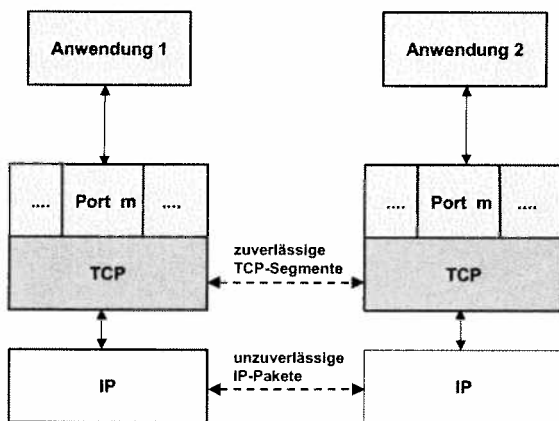 Anwendung 1
Anwendung 2
.... Port m ....
.... Port m ....
zuverlässige
TCP-Segmente
TCP
TCP
unzuverlässige
IP-Pakete
IP
IP